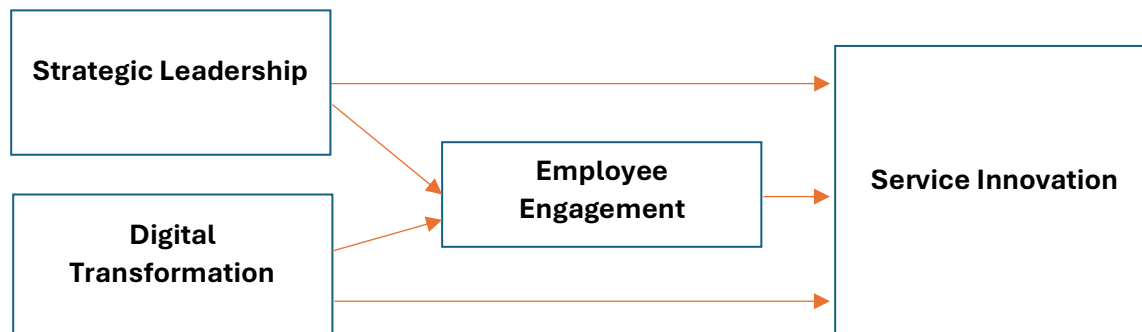 Strategic Leadership
Employee
Engagement
Service Innovation
Digital
Transformation